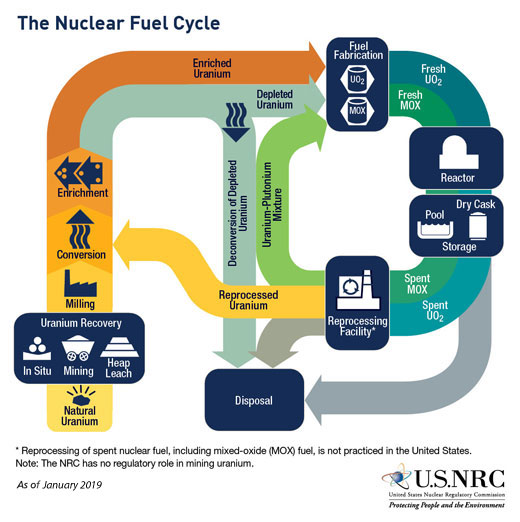 The Nuclear Fuel Cycle
Enriched
Uranium
Depleted
Uranium
Fuel
Fabrication
UO₂
MOX
Fresh
UO₂
Fresh
MOX
Reactor
Dry Cask
Pool
Storage
Spent
MOX
Spent
UO₂
Reprocessing
Facility*
Uranium-Plutonium
Mixture
Deconversion of Depleted
Uranium
Reprocessed
Uranium
Enrichment
Conversion
Milling
Uranium Recovery
In Situ
Mining
Heap
Leach
Natural
Uranium
Disposal
* Reprocessing of spent nuclear fuel, including mixed-oxide (MOX) fuel, is not practiced in the United States.
Note: The NRC has no regulatory role in mining uranium.
As of January 2019
U.S.NRC
United States Nuclear Regulatory Commission
Protecting People and the Environment